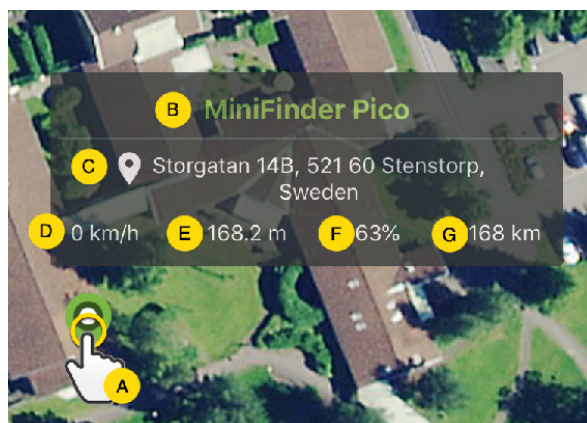 B MiniFinder Pico
C Storgatan 14B, 521 60 Stenstorp,
Sweden
D 0 km/h E 168.2 m F 63% G 168 km
A